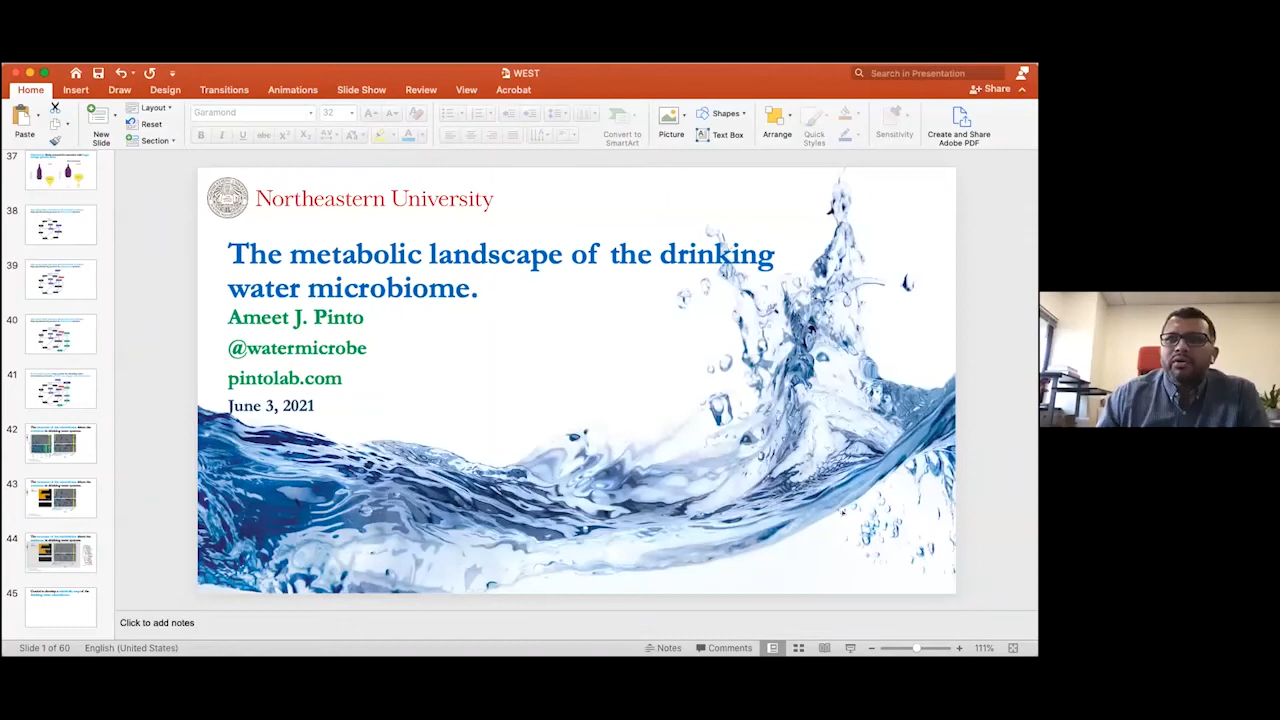 WEST
Search in Presentation
Home
Insert
Draw
Design
Transitions
Animations
Slide Show
Review
View
Acrobat
Share
Paste
New
Slide
Layout
Reset
Section
Garamond
32
Convert to
SmartArt
Picture
Shapes
Text Box
Arrange
Quick
Styles
Sensitivity
Create and Share
Adobe PDF
37
38
39
40
41
42
43
44
45
Northeastern University
The metabolic landscape of the drinking
water microbiome.
Ameet J. Pinto
@watermicrobe
pintolab.com
June 3, 2021
Click to add notes
Slide 1 of 60
English (United States)
Notes
Comments
111%